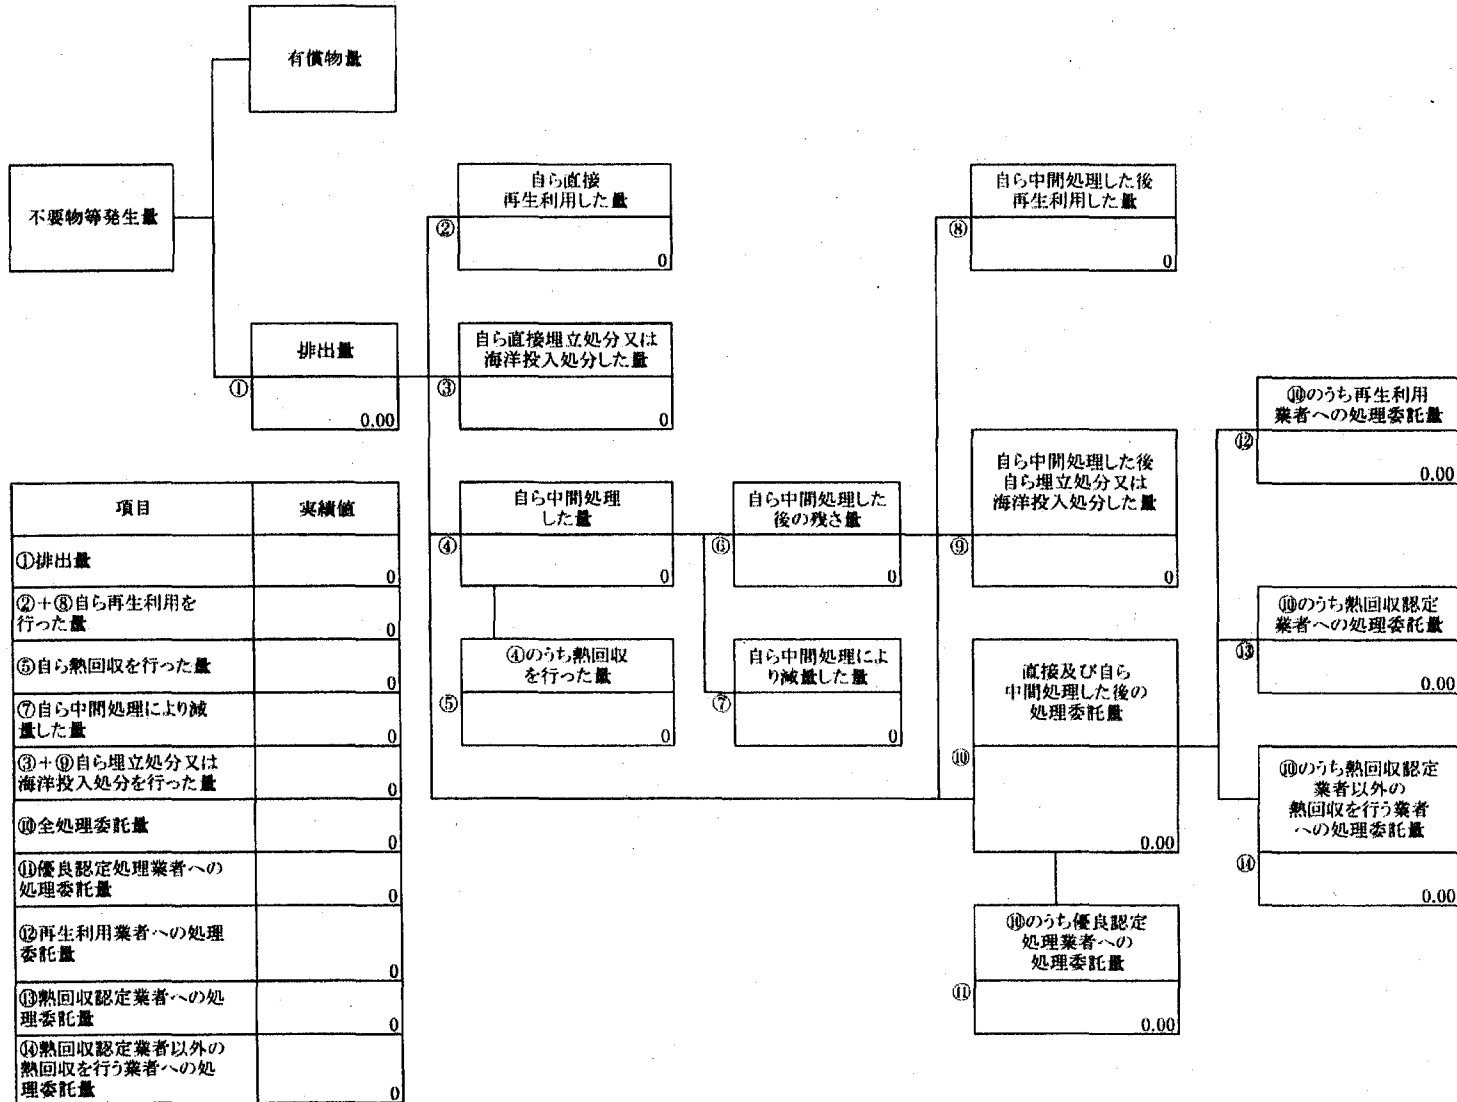 有償物量
不要物等発生量
排出量
①
0.00
自ら直接
再生利用した量
②
0
自ら直接埋立処分又は
海洋投入処分した量
③
0
自ら中間処理
した量
④
0
④のうち熱回収
を行った量
⑤
0
自ら中間処理した
後の残さ量
⑥
0
自ら中間処理によ
り減量した量
⑦
0
自ら中間処理した後
再生利用した量
⑧
0
自ら中間処理した後
自ら埋立処分又は
海洋投入処分した量
⑨
0
直接及び自ら
中間処理した後の
処理委託量
⑩
0.00
⑩のうち優良認定
処理業者への
処理委託量
⑪
0.00
⑩のうち再生利用
業者への処理委託量
⑫
0.00
⑩のうち熱回収認定
業者への処理委託量
⑬
0.00
⑩のうち熱回収認定
業者以外の
熱回収を行う業者
への処理委託量
⑭
0.00
項目 実績値
①排出量
0
②+⑧自ら再生利用を
行った量
0
⑤自ら熱回収を行った量
0
⑦自ら中間処理により減
量した量
0
③+⑨自ら埋立処分又は
海洋投入処分を行った量
0
⑩全処理委託量
0
⑪優良認定処理業者への
処理委託量
0
⑫再生利用業者への処理
委託量
0
⑬熱回収認定業者への処
理委託量
0
⑭熱回収認定業者以外の
熱回収を行う業者への処
理委託量
0